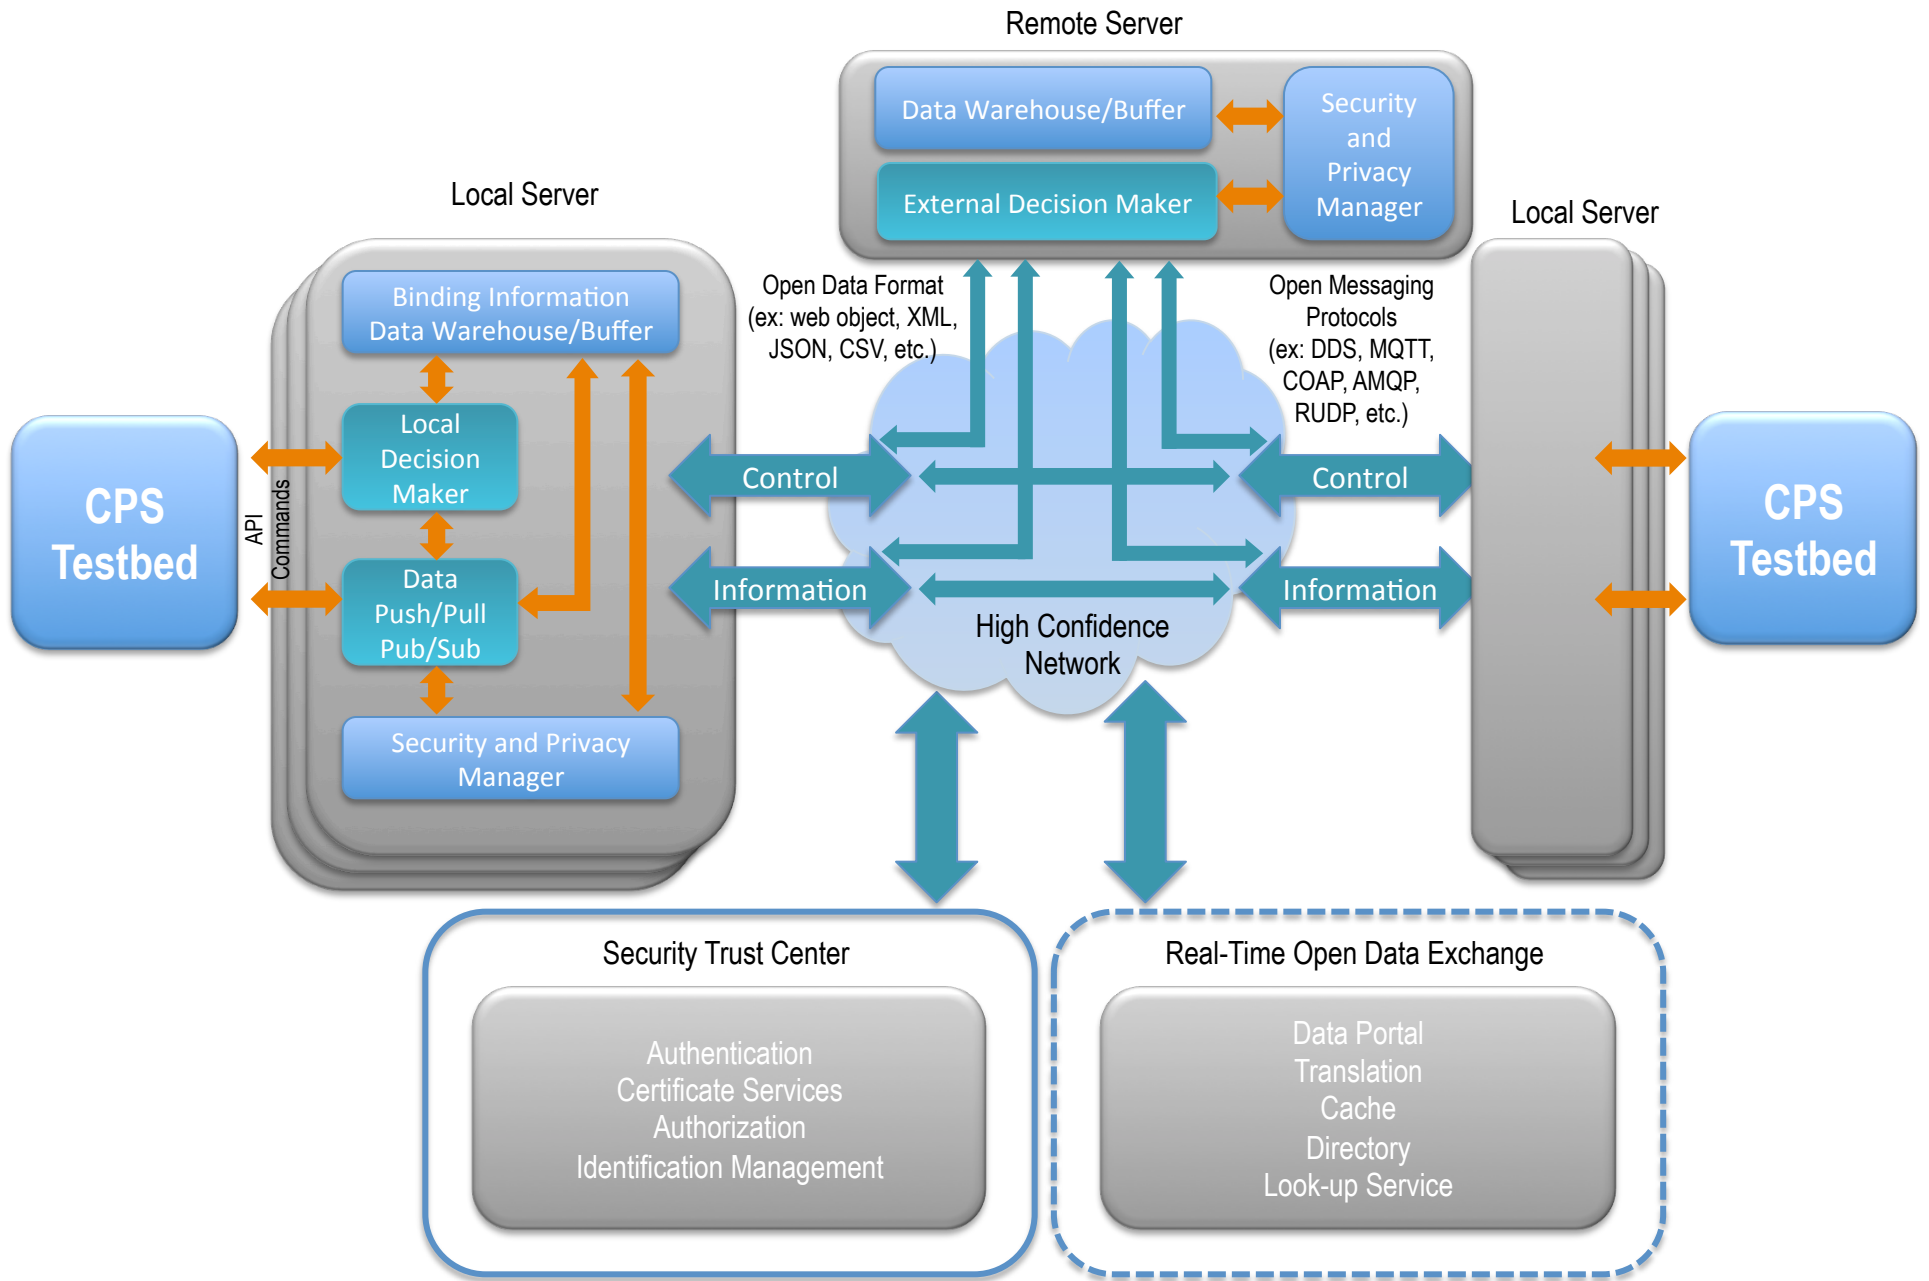 Remote Server
Data Warehouse/Buffer
External Decision Maker
Security
and
Privacy
Manager
Local Server
Binding Information
Data Warehouse/Buffer
Local
Decision
Maker
Data
Push/Pull
Pub/Sub
Security and Privacy
Manager
CPS
Testbed
API
Commands
Open Data Format
(ex: web object, XML,
JSON, CSV, etc.)
Open Messaging
Protocols
(ex: DDS, MQTT,
COAP, AMQP,
RUDP, etc.)
Control
Information
High Confidence
Network
Control
Information
Local Server
CPS
Testbed
Security Trust Center
Authentication
Certificate Services
Authorization
Identification Management
Real-Time Open Data Exchange
Data Portal
Translation
Cache
Directory
Look-up Service